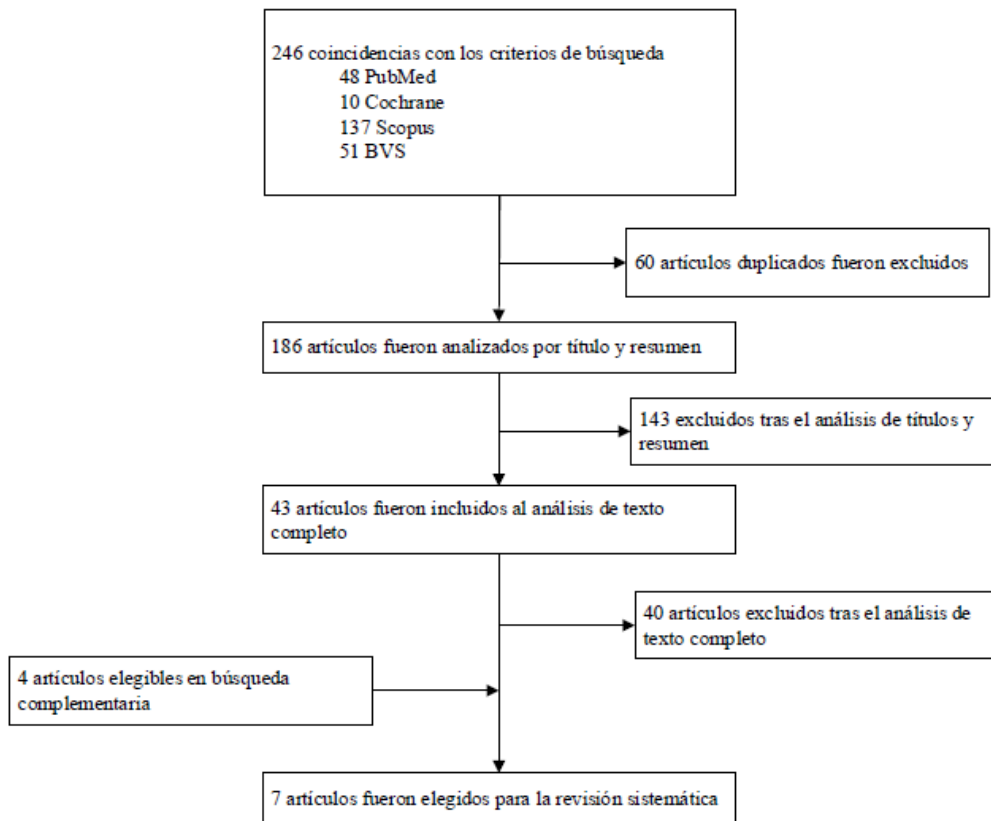 246 coincidencias con los criterios de búsqueda
48 PubMed
10 Cochrane
137 Scopus
51 BVS
60 artículos duplicados fueron excluidos
186 artículos fueron analizados por título y resumen
143 excluidos tras el análisis de títulos y
resumen
43 artículos fueron incluidos al análisis de texto
completo
40 artículos excluidos tras el análisis de
texto completo
4 artículos elegibles en búsqueda
complementaria
7 artículos fueron elegidos para la revisión sistemática